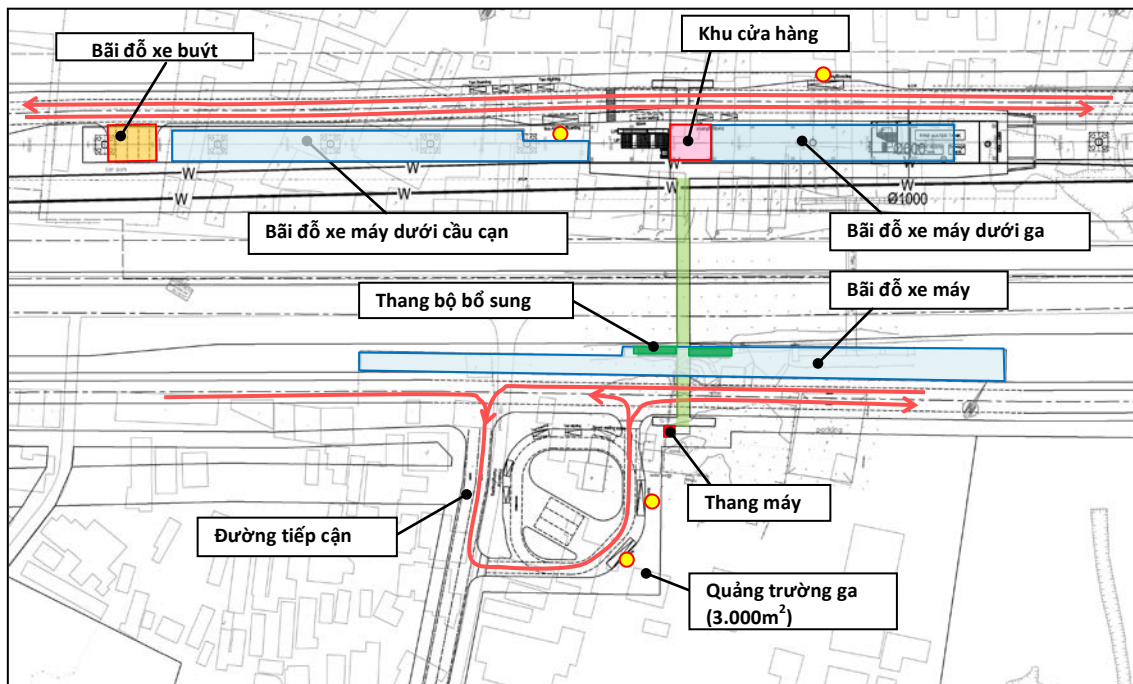 Bãi đỗ xe buýt
Khu cửa hàng
W
W
W
W
W
W
Ø1000
Bãi đỗ xe máy dưới cầu cạn
Bãi đỗ xe máy dưới ga
Thang bộ bổ sung
Bãi đỗ xe máy
parking
Thang máy
Đường tiếp cận
Quảng trường ga
(3.000m²)